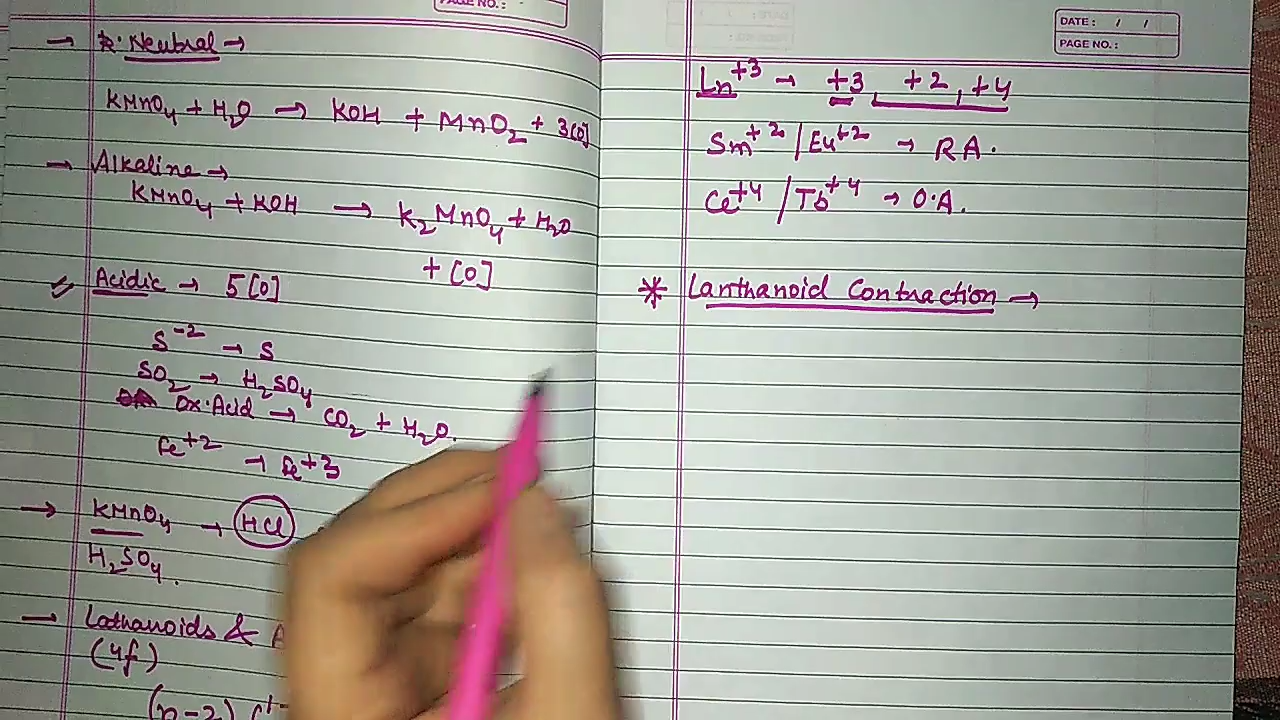 PAGE NO.:
→ Neutral →
KMnO4 + H2O → KOH + MnO2 + 3[O]
→ Alkaline →
KMnO4 + KOH → K2MnO4 + H2O
+ [O]
Acidic → 5[O]
S-2 → S
SO2 → H2SO4
Ox. Acid → CO2 + H2O.
Fe+2 → Fe+3
→ KMnO4 → HCl
H2SO4.
→ Lathanoids &
(4f)
DATE: / /
PAGE NO.:
Ln+3 → +3, +2, +4
Sm+2 / Eu+2 → R A.
Ce+4 / Tb+4 → O.A.
* Lanthanoid Contraction →